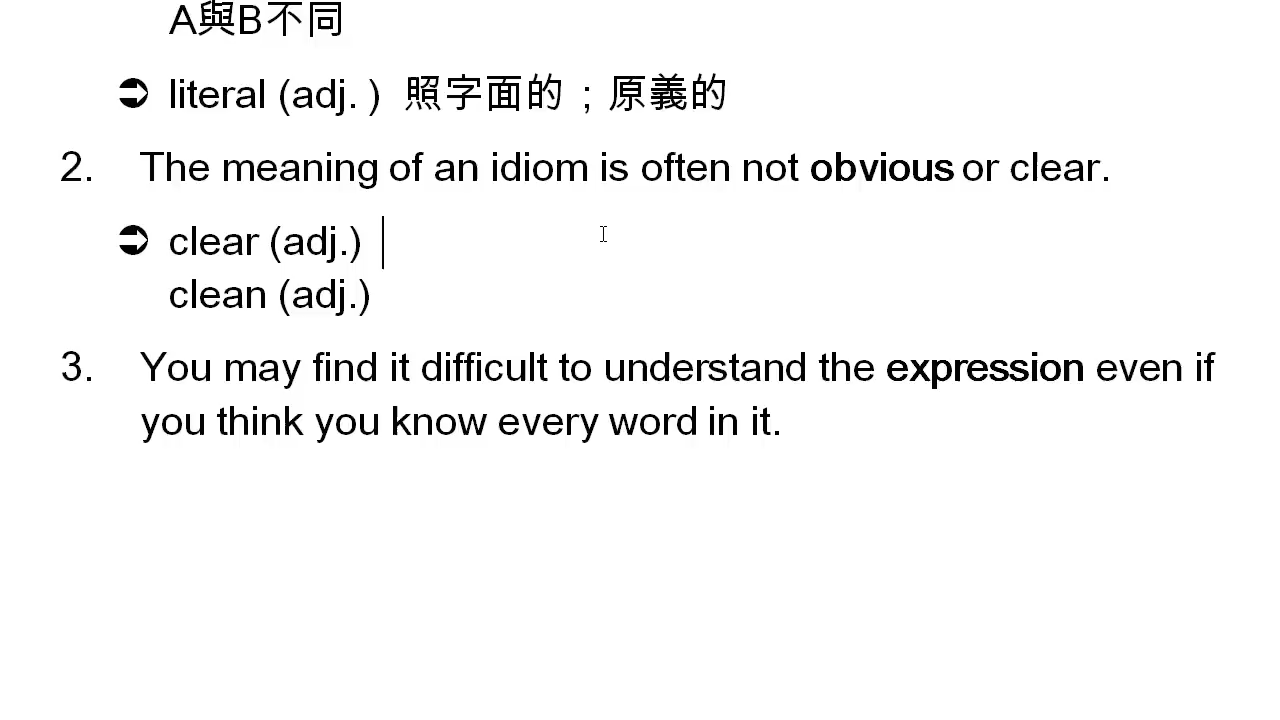 A與B不同
➲ literal (adj. ) 照字面的；原義的
2. The meaning of an idiom is often not obvious or clear.
➲ clear (adj.)
clean (adj.)
3. You may find it difficult to understand the expression even if
you think you know every word in it.